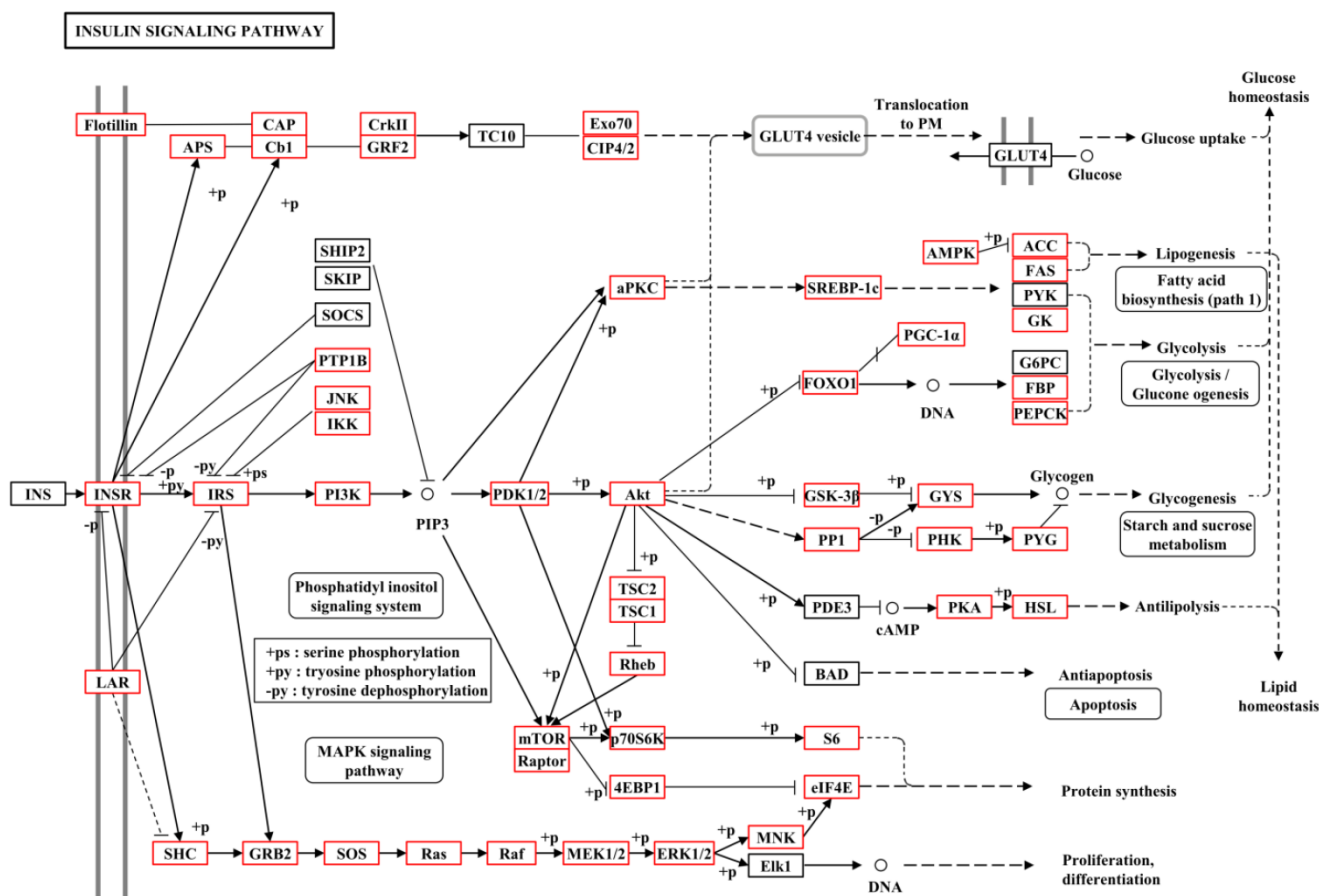 INSULIN SIGNALING PATHWAY
Glucose
homeostasis
Flotillin
CAP
CrkII
Exo70
Translocation
to PM
APS
Cb1
GRF2
TC10
CIP4/2
GLUT4 vesicle
GLUT4
Glucose
Glucose uptake
+p
+p
SHIP2
SKIP
SOCS
PTP1B
JNK
IKK
aPKC
+p
SREBP-1c
AMPK
+p
ACC
FAS
PYK
GK
Lipogenesis
Fatty acid
biosynthesis (path 1)
PGC-1α
FOXO1
+p
DNA
G6PC
FBP
PEPCK
Glycolysis
Glycolysis /
Glucone ogenesis
-p
+py
-py
+ps
INS
INSR
IRS
PI3K
PIP3
PDK1/2
+p
Akt
+p
GSK-3β
+p
GYS
Glycogen
Glycogenesis
Starch and sucrose
metabolism
-p
-py
PP1
-p
-p
PHK
+p
PYG
Phosphatidyl inositol
signaling system
+p
TSC2
TSC1
+p
PDE3
cAMP
PKA
+p
HSL
Antilipolysis
+ps : serine phosphorylation
+py : tryosine phosphorylation
-py : tyrosine dephosphorylation
LAR
Rheb
+p
+p
BAD
Antiapoptosis
Apoptosis
Lipid
homeostasis
MAPK signaling
pathway
mTOR
Raptor
+p
+p
p70S6K
+p
S6
+p
4EBP1
eIF4E
Protein synthesis
+p
SHC
+p
GRB2
SOS
Ras
Raf
+p
MEK1/2
+p
ERK1/2
+p
MNK
+p
Elk1
DNA
Proliferation,
differentiation